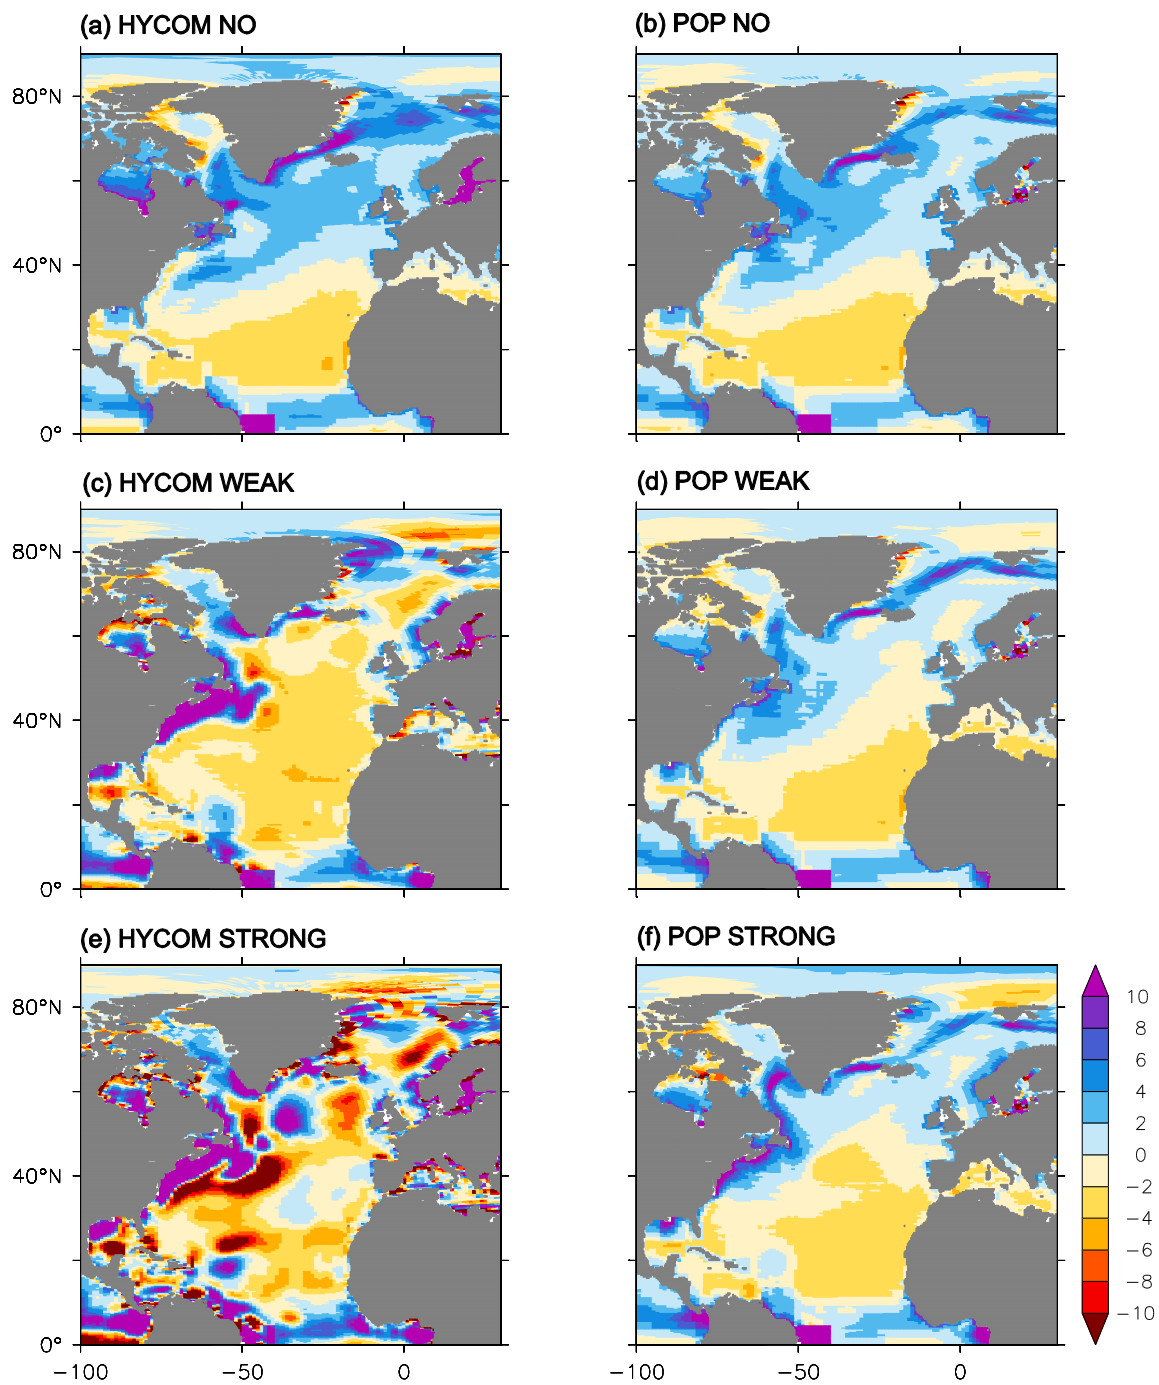 (a) HYCOM NO
(b) POP NO
80°N
40°N
0°
(c) HYCOM WEAK
(d) POP WEAK
80°N
40°N
0°
(e) HYCOM STRONG
(f) POP STRONG
80°N
40°N
0°
-100
-50
0
-100
-50
0
10
8
6
4
2
0
-2
-4
-6
-8
-10